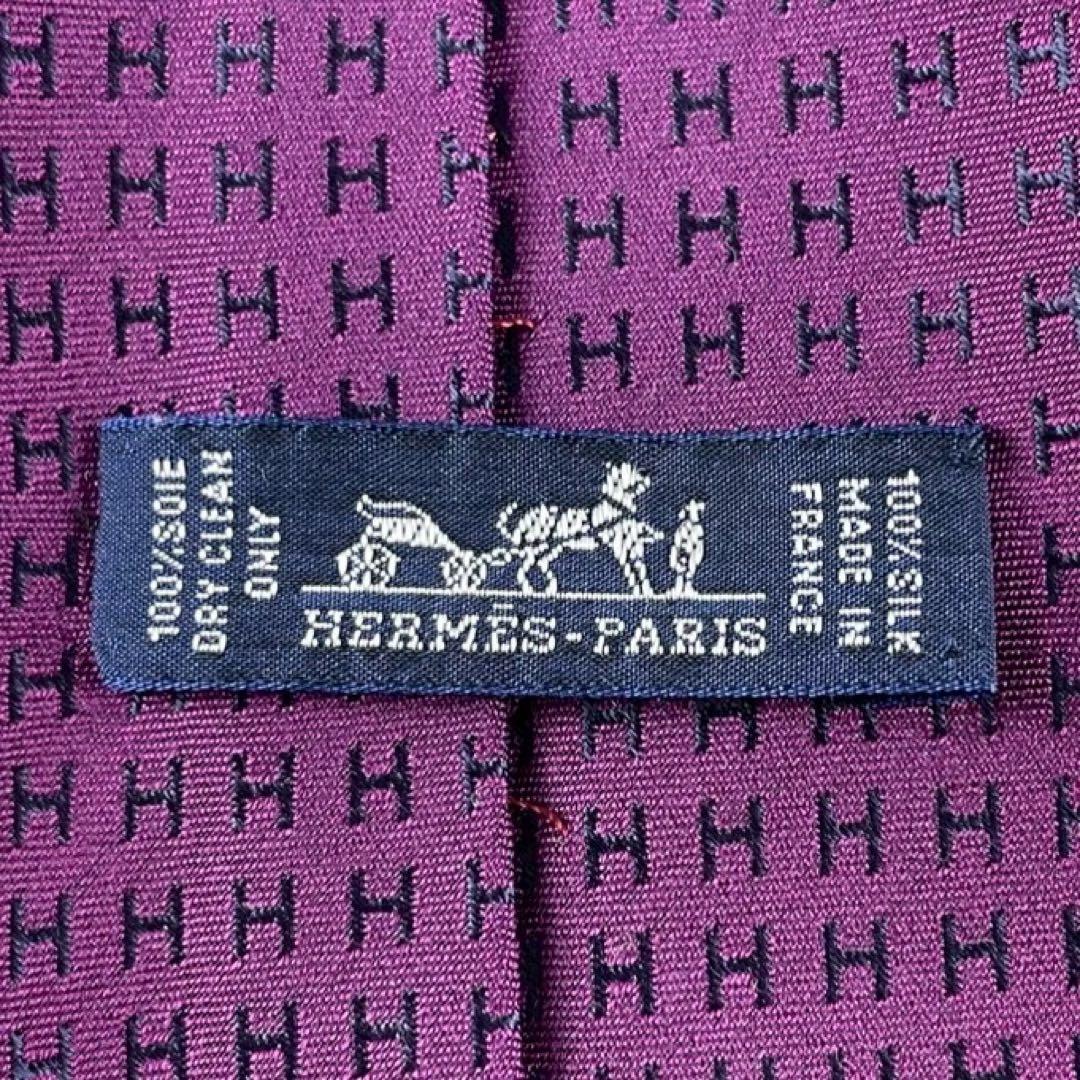 100% SOIE
DRY CLEAN
ONLY
HERMÈS-PARIS
100% SILK
MADE IN
FRANCE